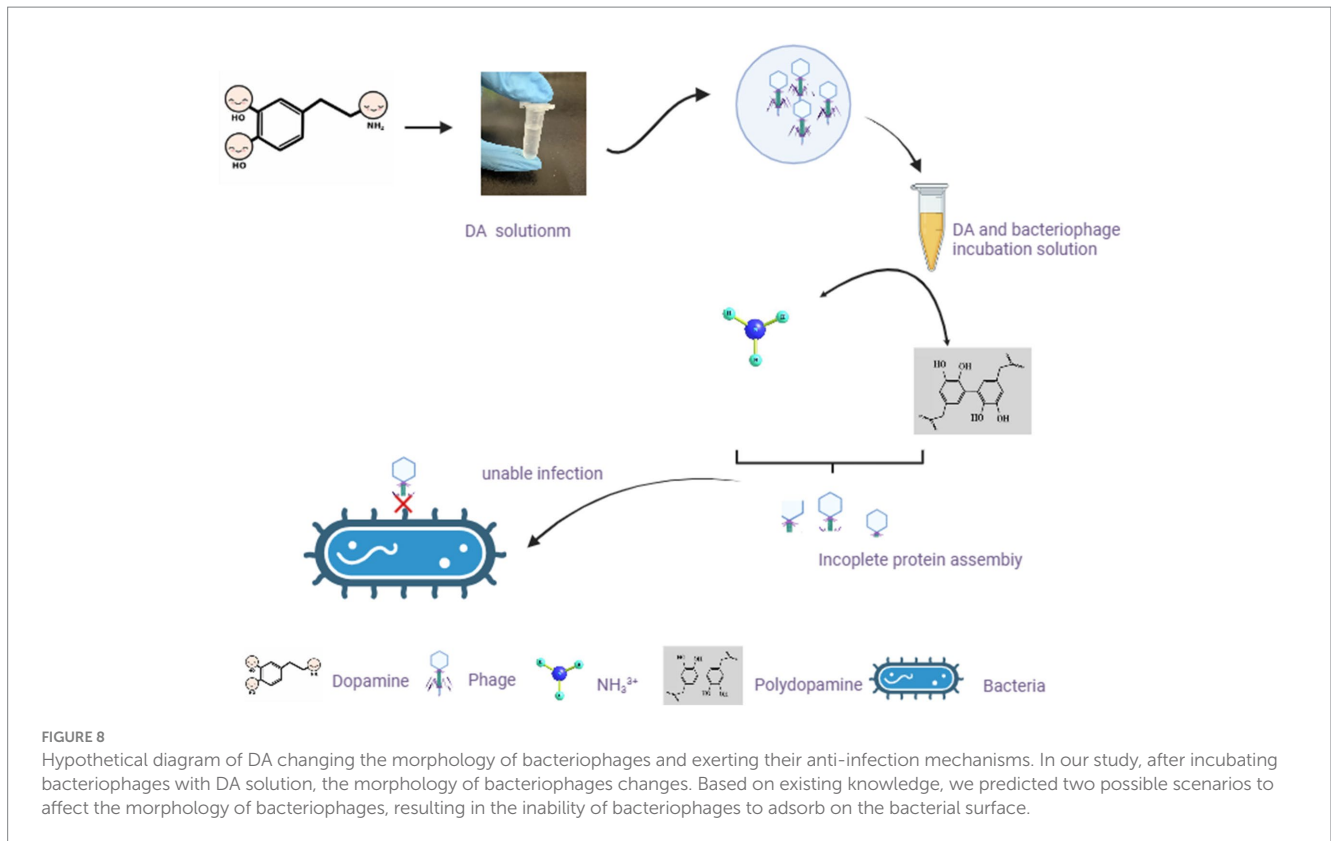 HO
NH₂
HO
DA solutionm
DA and bacteriophage
incubation solution
HO OH
HO OH
unable infection
Incoplete protein assembiy
Dopamine
Phage
NH₃³⁺
Polydopamine
Bacteria
FIGURE 8
Hypothetical diagram of DA changing the morphology of bacteriophages and exerting their anti-infection mechanisms. In our study, after incubating
bacteriophages with DA solution, the morphology of bacteriophages changes. Based on existing knowledge, we predicted two possible scenarios to
affect the morphology of bacteriophages, resulting in the inability of bacteriophages to adsorb on the bacterial surface.